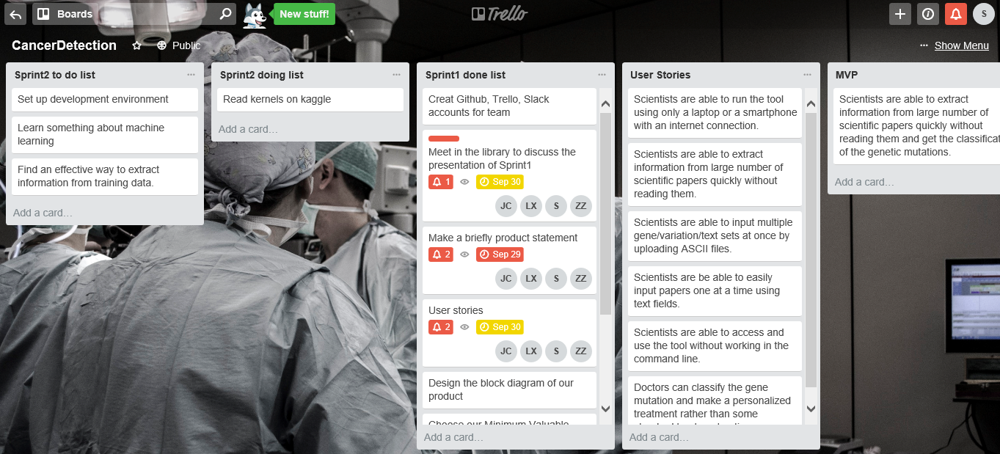 Boards
New stuff!
Trello
S
CancerDetection
Public
... Show Menu
Sprint2 to do list
Set up development environment
Learn something about machine
learning
Find an effective way to extract
information from training data.
Add a card…
Sprint2 doing list
Read kernels on kaggle
Add a card…
Sprint1 done list
Creat Github, Trello, Slack
accounts for team
Meet in the library to discuss the
presentation of Sprint1
1 Sep 30
JC LX S ZZ
Make a briefly product statement
2 Sep 29
JC LX S ZZ
User stories
2 Sep 30
JC LX S ZZ
Design the block diagram of our
product
Choose our Minimum Valuable
Add a card…
User Stories
Scientists are able to run the tool
using only a laptop or a smartphone
with an internet connection.
Scientists are able to extract
information from large number of
scientific papers quickly without
reading them.
Scientists are able to input multiple
gene/variation/text sets at once by
uploading ASCII files.
Scientists are be able to easily
input papers one at a time using
text fields.
Scientists are able to access and
use the tool without working in the
command line.
Doctors can classify the gene
mutation and make a personalized
treatment rather than some
Add a card…
MVP
Scientists are able to extract
information from large number of
scientific papers quickly without
reading them and get the classificat
of the genetic mutations.
Add a card…